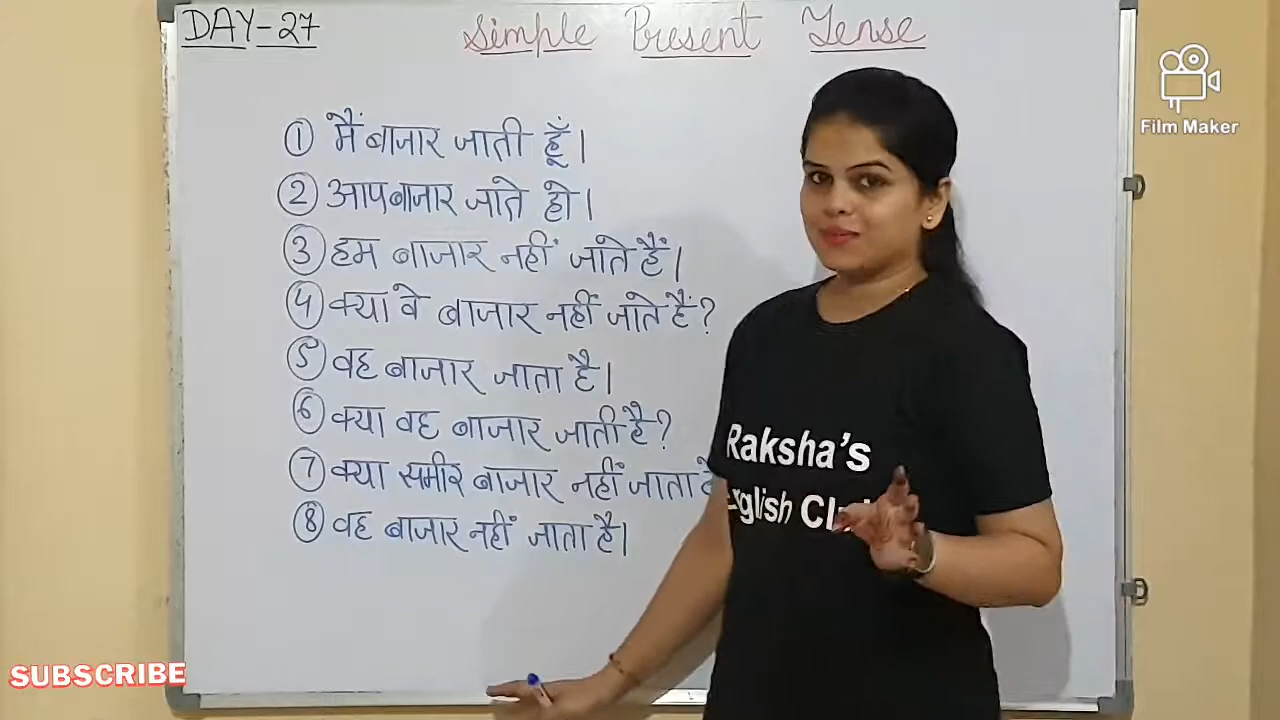 DAY-27
Simple Present Tense
Film Maker
① मैं बाजार जाती हूँ।
② आप बाजार जाते हो।
③ हम बाजार नहीं जाते हैं।
④ क्या वे बाजार नहीं जाते हैं?
⑤ वह बाजार जाता है।
⑥ क्या वह बाजार जाती है?
⑦ क्या समीर बाजार नहीं जाता
⑧ वह बाजार नहीं जाता है।
Raksha's
English
SUBSCRIBE